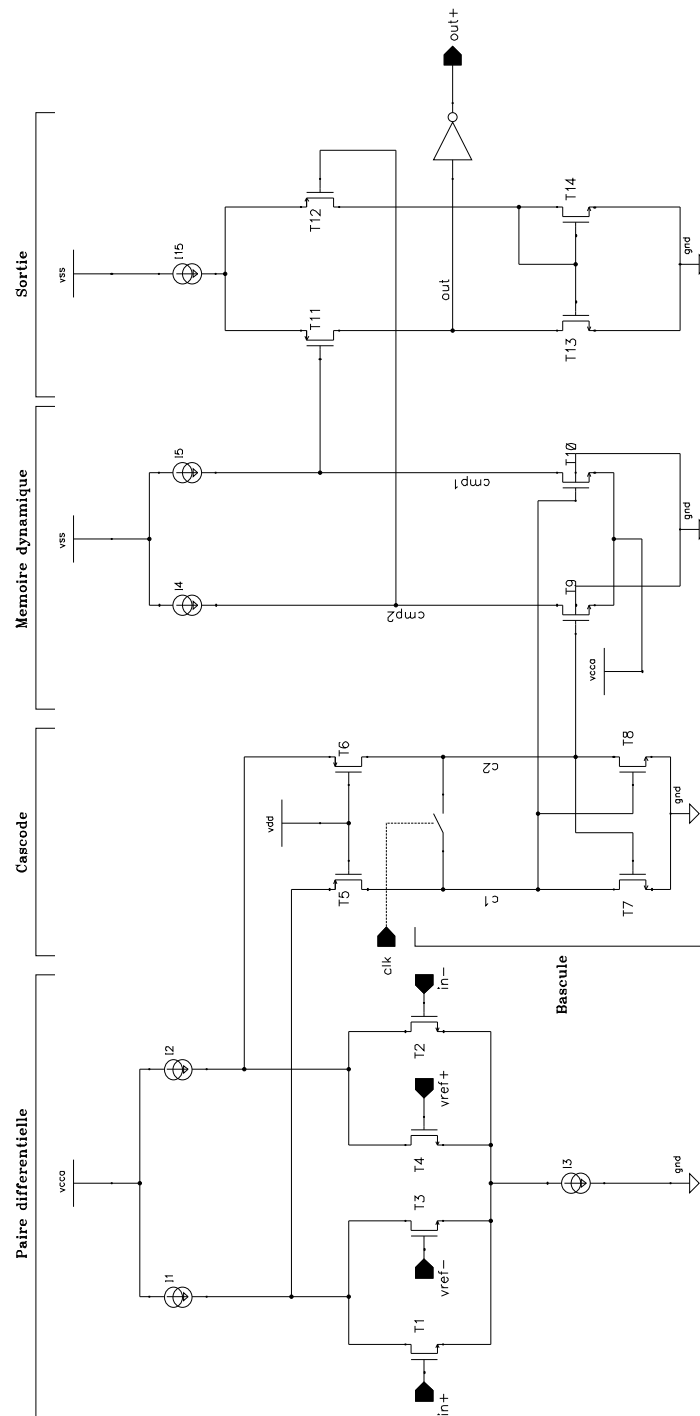 Paire differentielle
Cascode
Memoire dynamique
Sortie
vcca
vss
vss
I1
I2
I4
I5
I15
vdd
T5
T6
T11
T12
clk
c1
c2
cmp2
cmp1
out
out+
in+
T1
vref-
T3
T4
vref+
T2
in-
Bascule
T7
T8
vcca
T9
T10
T13
T14
I3
gnd
gnd
gnd
gnd